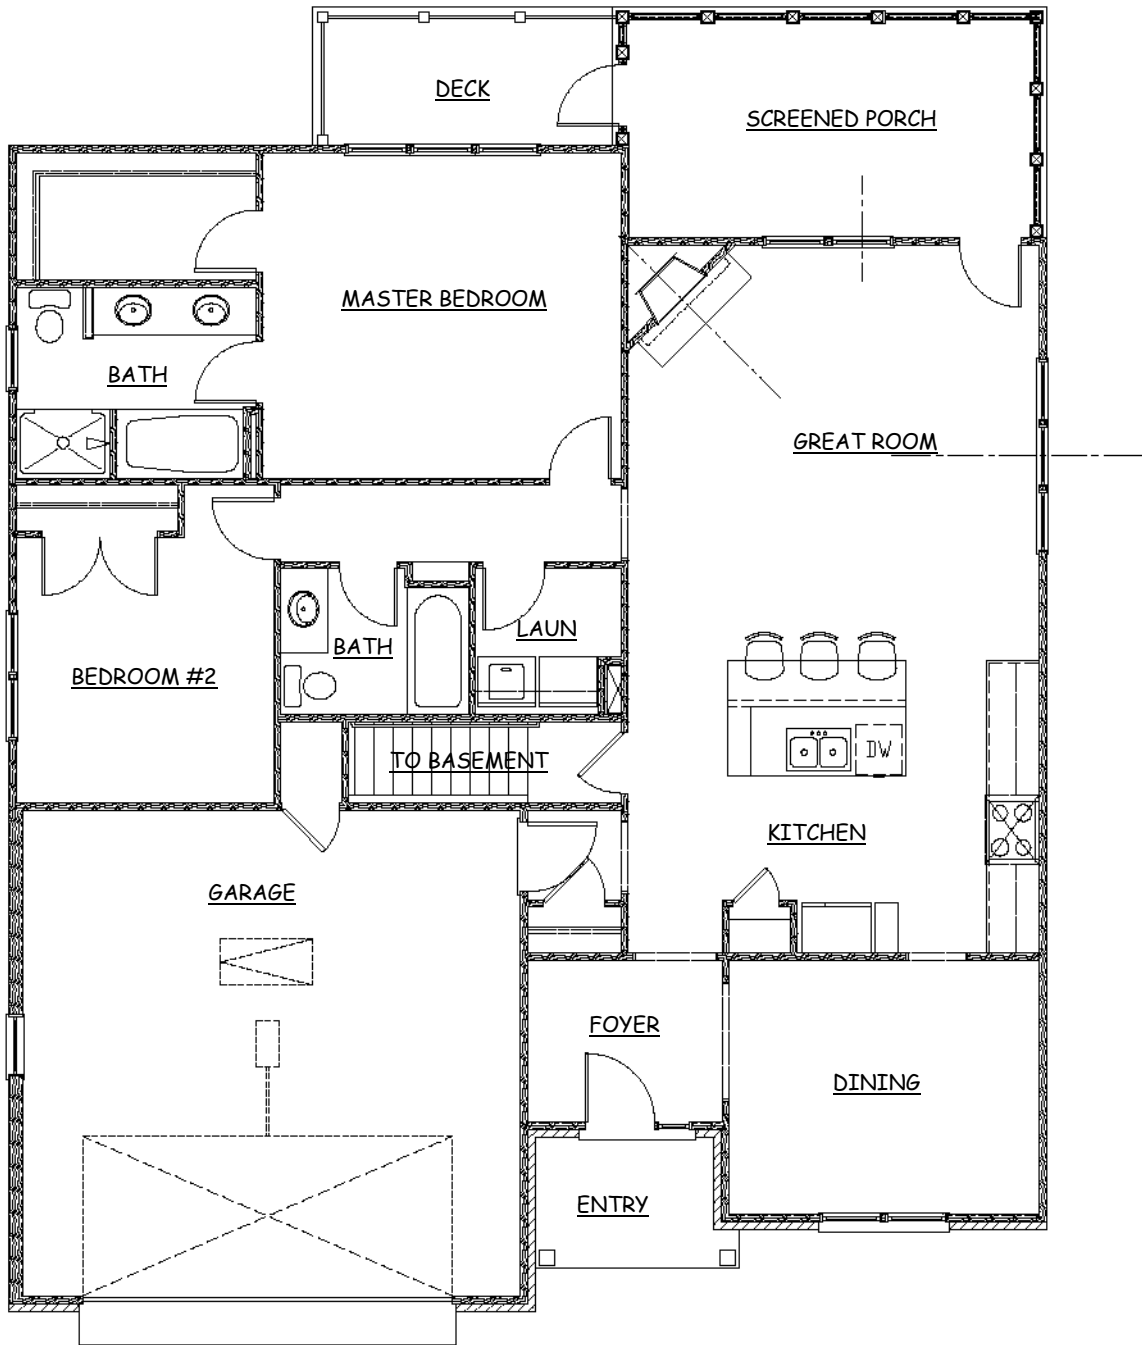 DECK
SCREENED PORCH
MASTER BEDROOM
BATH
GREAT ROOM
BATH
LAUN
BEDROOM #2
TO BASEMENT
DW
KITCHEN
GARAGE
FOYER
DINING
ENTRY